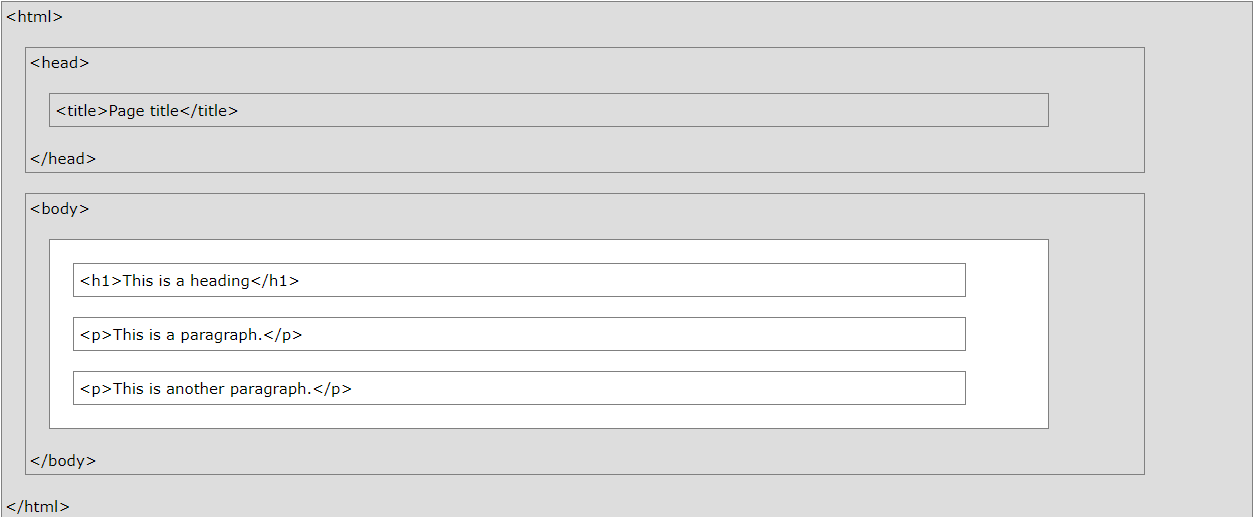 <html>
<head>
<title>Page title</title>
</head>
<body>
<h1>This is a heading</h1>
<p>This is a paragraph.</p>
<p>This is another paragraph.</p>
</body>
</html>